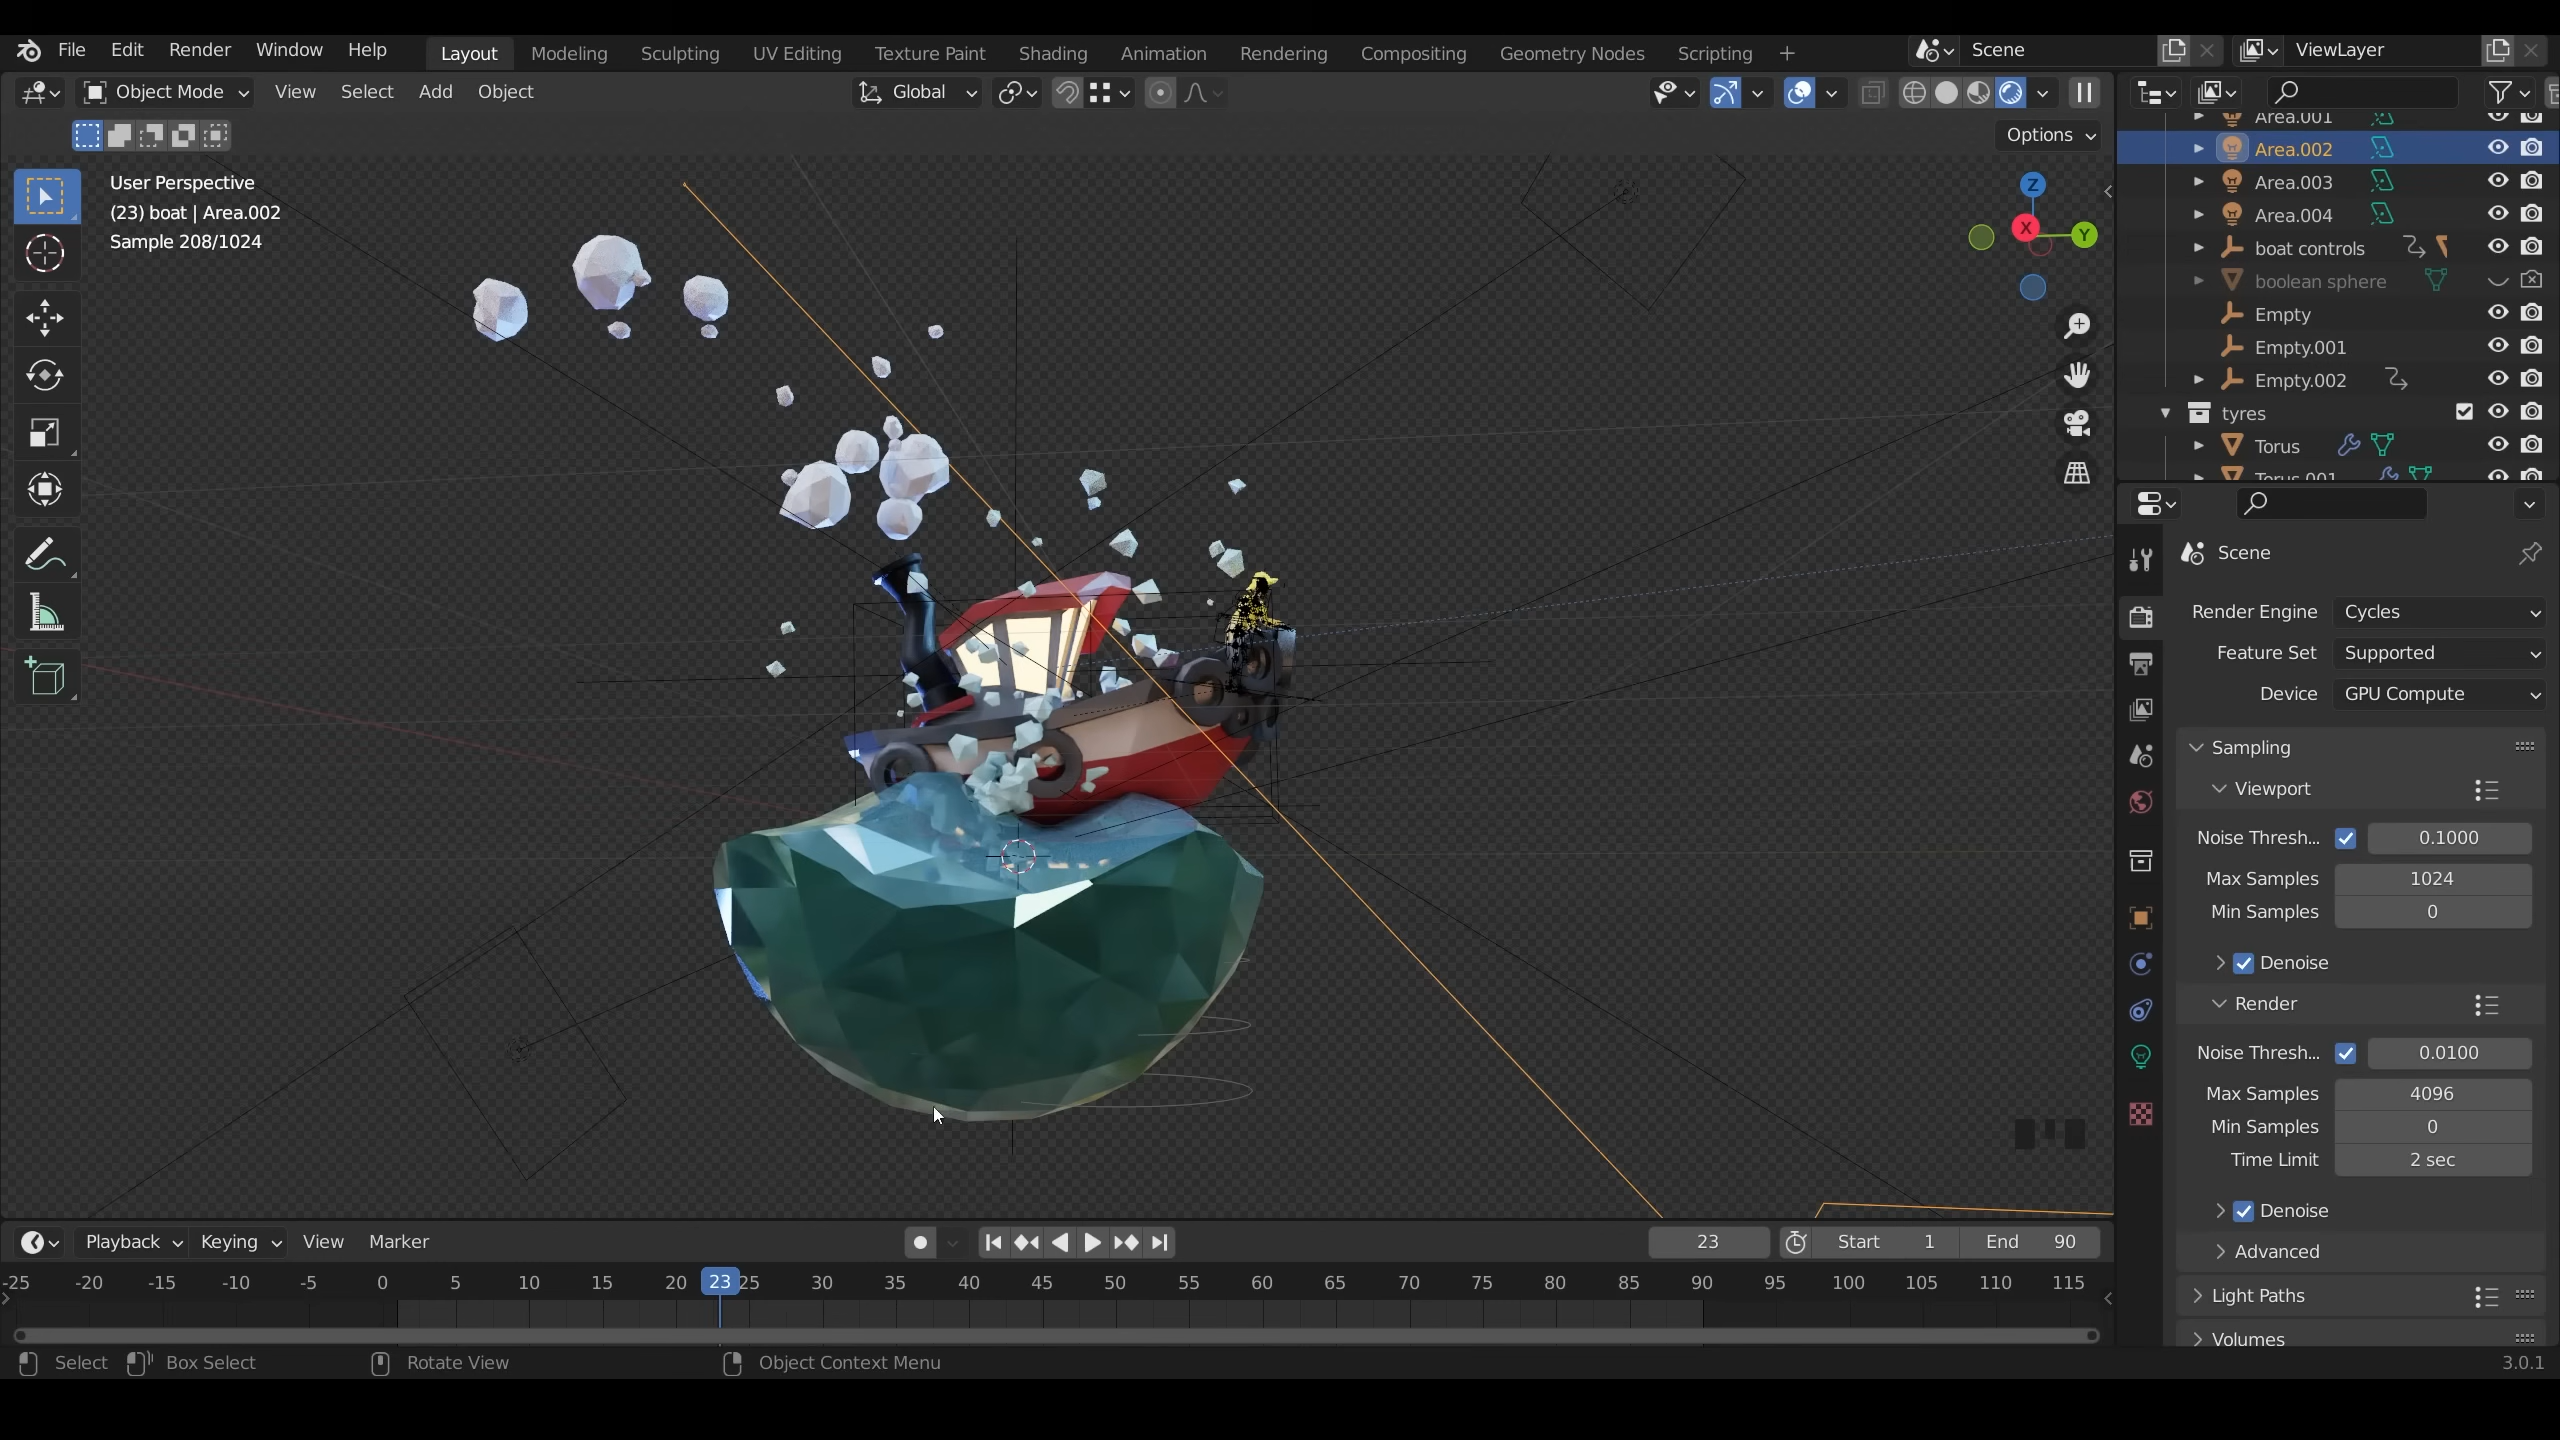 File Edit Render Window Help Layout Modeling Sculpting UV Editing Texture Paint Shading Animation Rendering Compositing Geometry Nodes Scripting + Scene ViewLayer
Object Mode View Select Add Object Global
Options
User Perspective
(23) boat | Area.002
Sample 208/1024
Z
X
Y
Area.001
Area.002
Area.003
Area.004
boat controls
boolean sphere
Empty
Empty.001
Empty.002
tyres
Torus
Torus.001
Scene
Render Engine Cycles
Feature Set Supported
Device GPU Compute
Sampling
Viewport
Noise Thresh... 0.1000
Max Samples 1024
Min Samples 0
Denoise
Render
Noise Thresh... 0.0100
Max Samples 4096
Min Samples 0
Time Limit 2 sec
Denoise
Advanced
Light Paths
Volumes
Playback Keying View Marker 23 Start 1 End 90
-25 -20 -15 -10 -5 0 5 10 15 20 23 25 30 35 40 45 50 55 60 65 70 75 80 85 90 95 100 105 110 115
Select Box Select Rotate View Object Context Menu 3.0.1